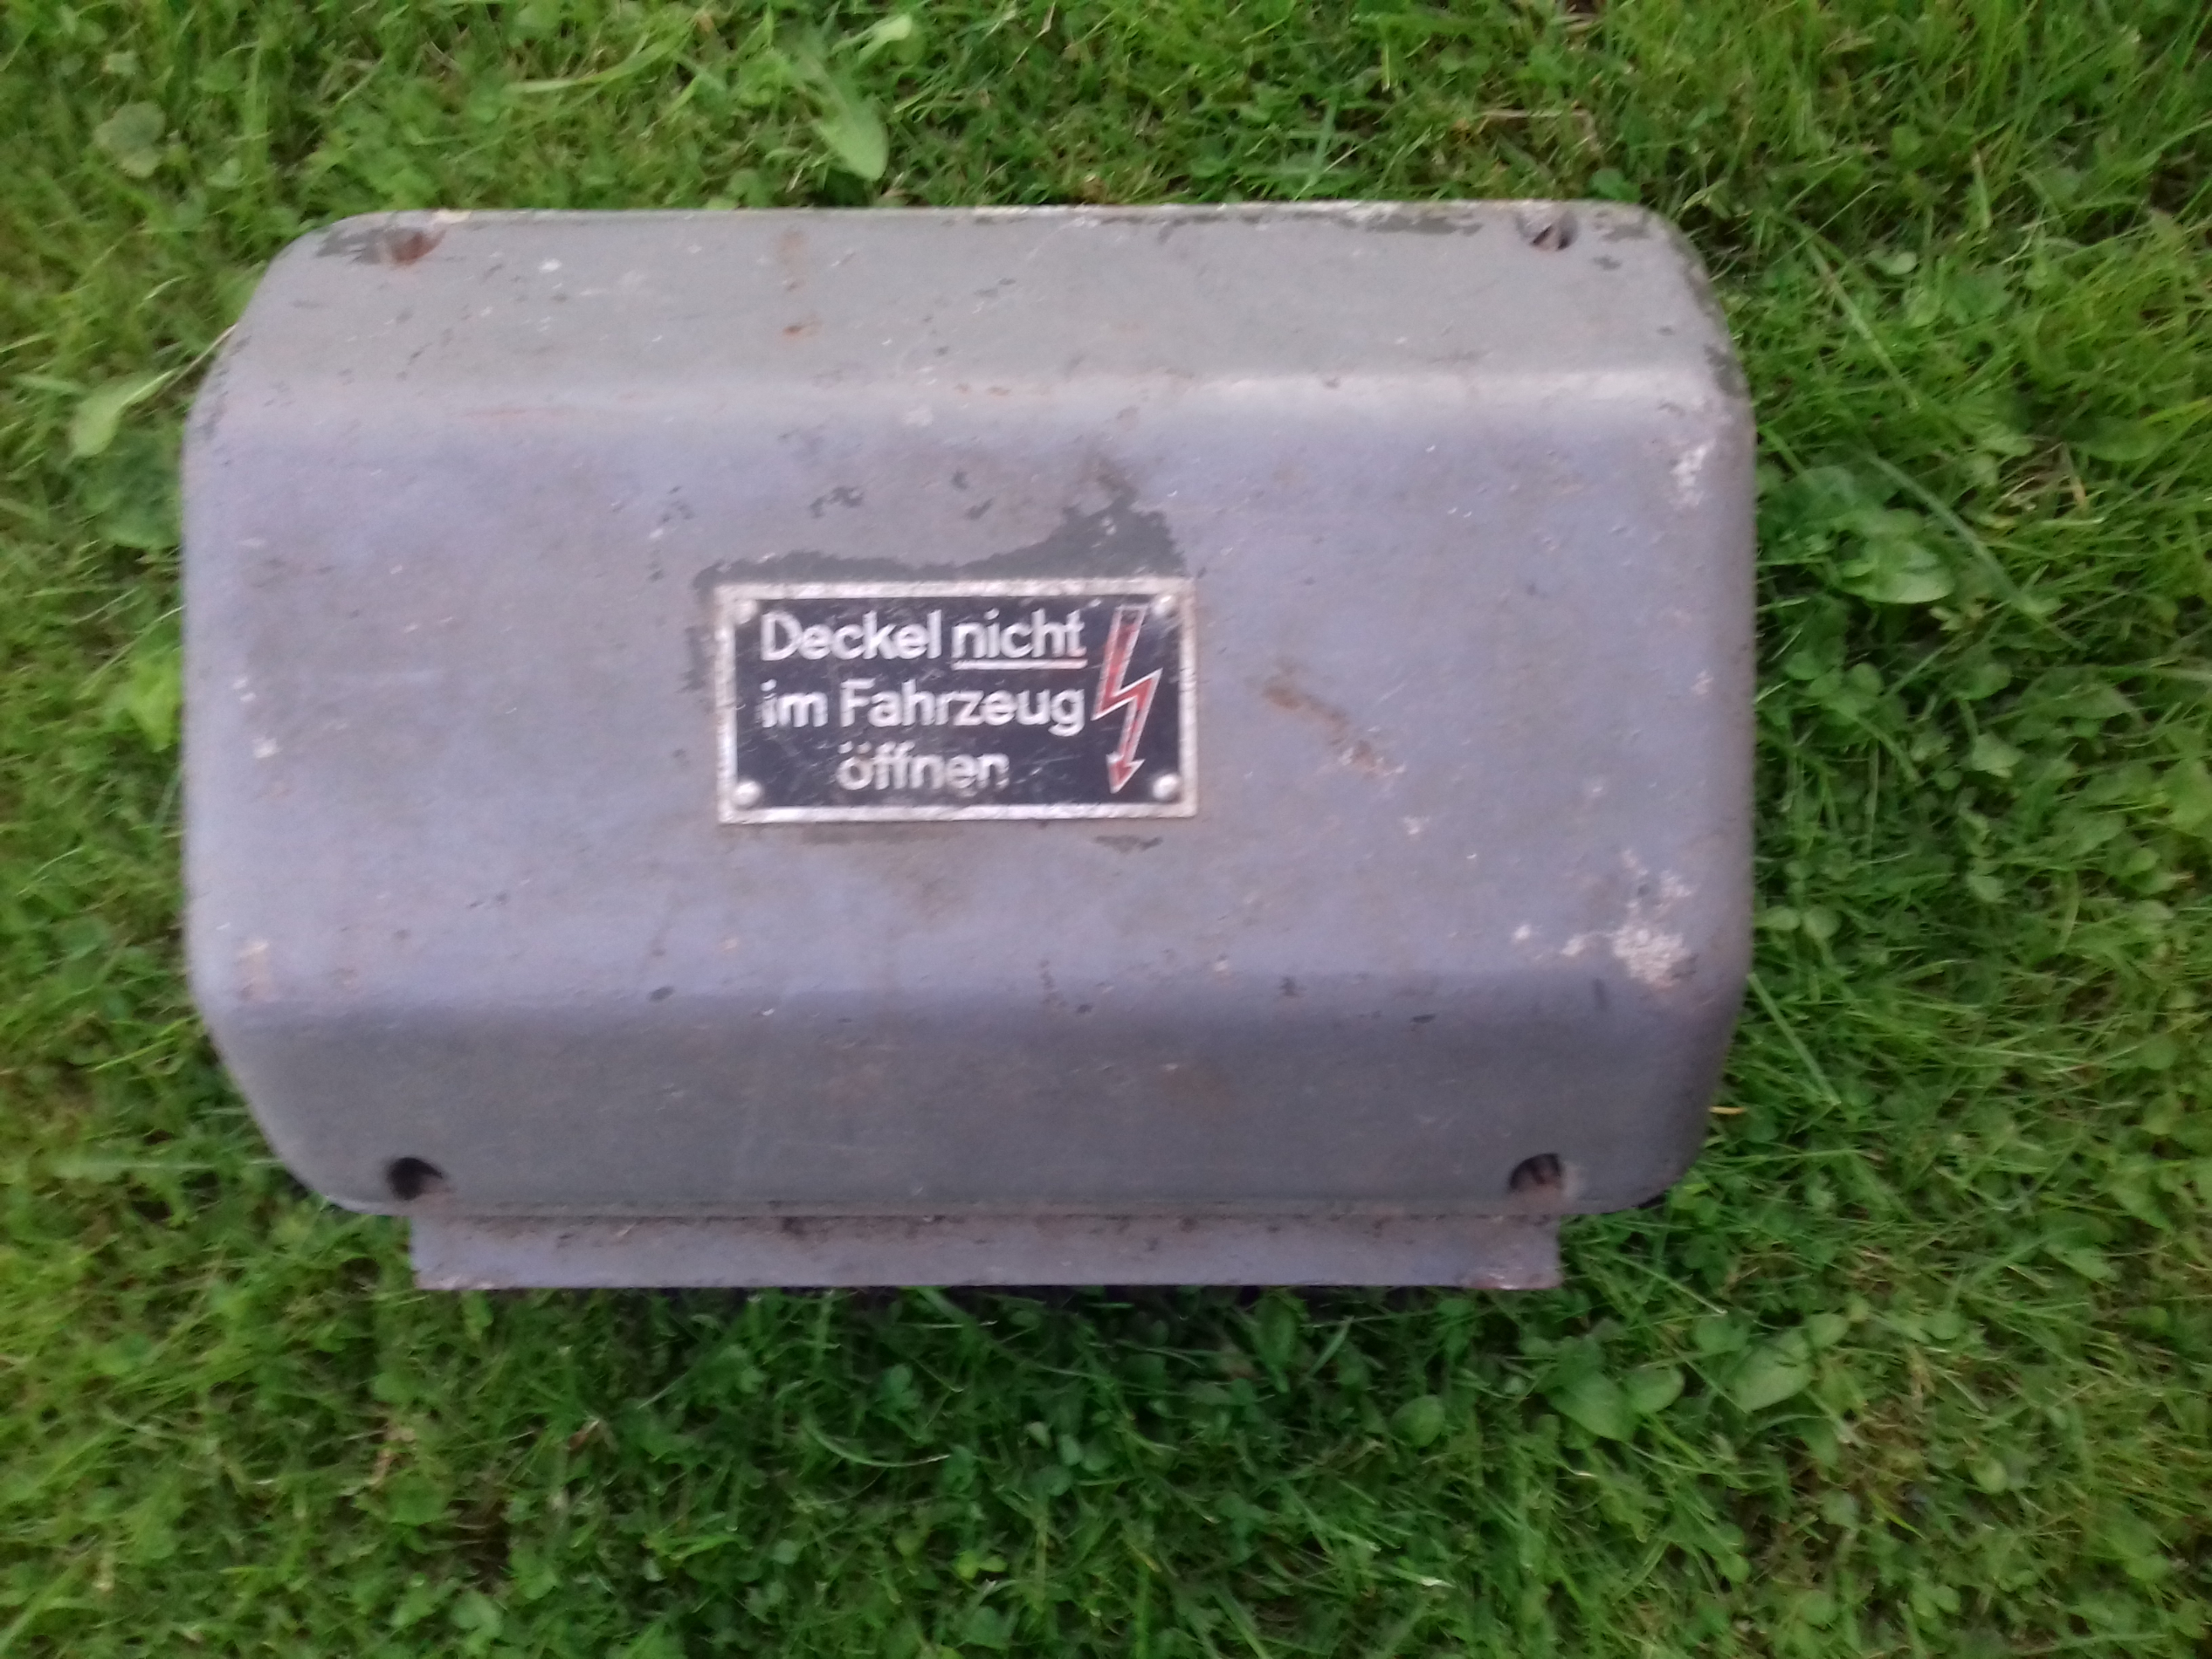 Deckel nicht
im Fahrzeug
öffnen